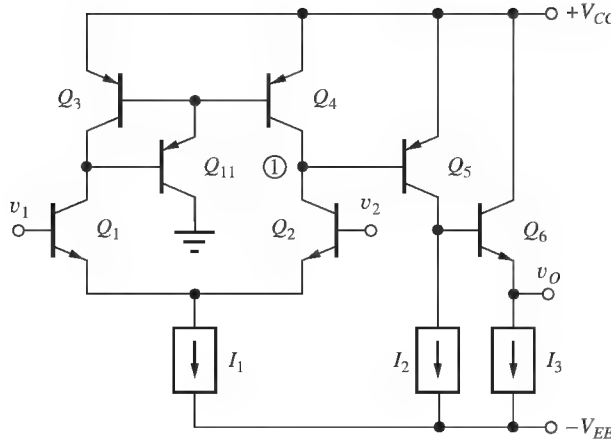 +V_CC
Q_3
Q_4
Q_11
①
Q_5
v_1
Q_1
Q_2
v_2
Q_6
v_O
I_1
I_2
I_3
−V_EE